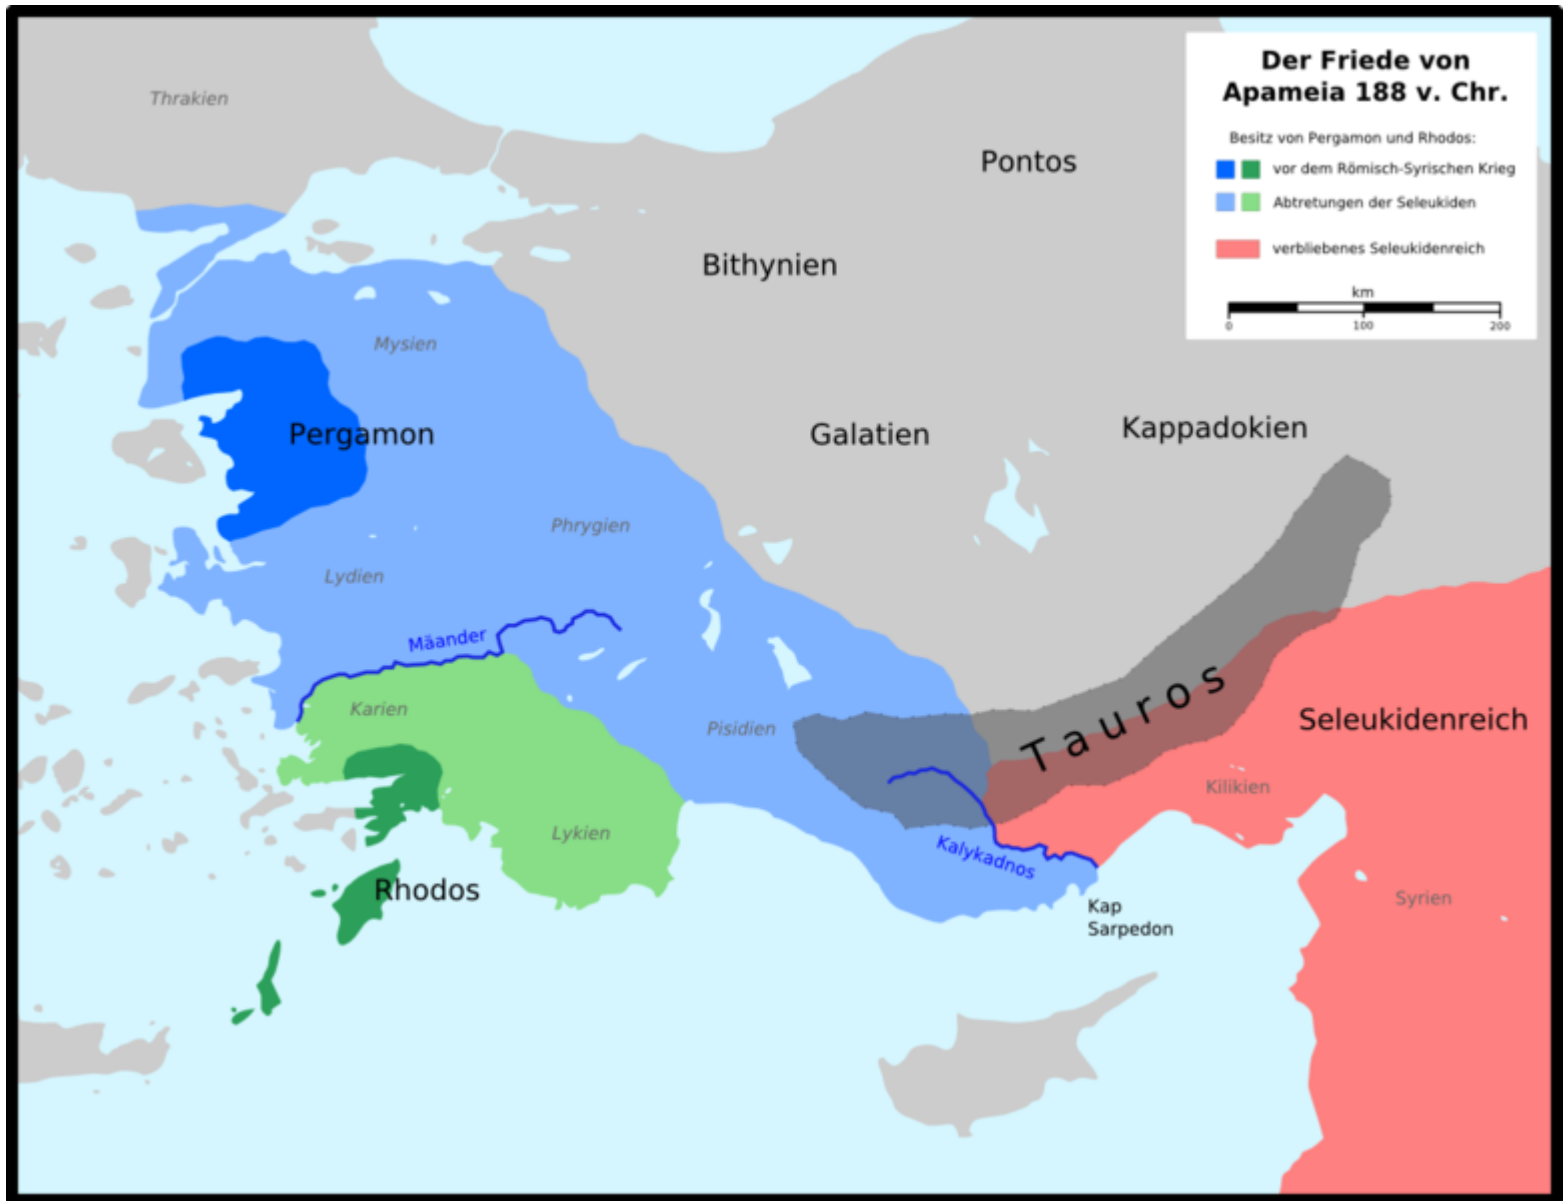 Der Friede von
Apameia 188 v. Chr.
Besitz von Pergamon und Rhodos:
vor dem Römisch-Syrischen Krieg
Abtretungen der Seleukiden
verbliebenes Seleukidenreich
km
0 100 200
Thrakien
Pontos
Bithynien
Mysien
Pergamon
Galatien
Kappadokien
Phrygien
Lydien
Mäander
Karien
Pisidien
Tauros
Seleukidenreich
Kilikien
Lykien
Kalykadnos
Rhodos
Kap
Sarpedon
Syrien